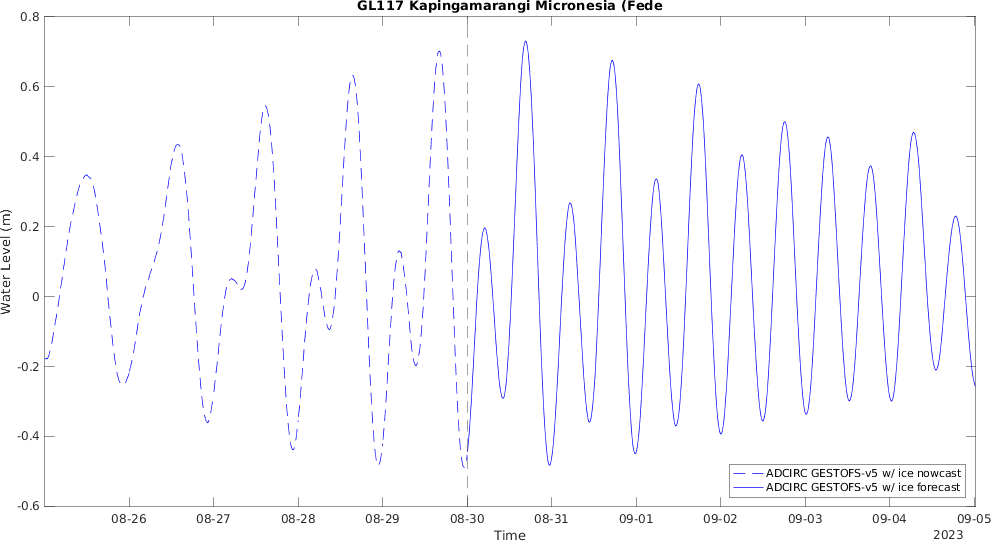 GL117 Kapingamarangi Micronesia (Fede
Water Level (m)
0.8
0.6
0.4
0.2
0
-0.2
-0.4
-0.6
ADCIRC GESTOFS-v5 w/ ice nowcast
ADCIRC GESTOFS-v5 w/ ice forecast
08-26 08-27 08-28 08-29 08-30 08-31 09-01 09-02 09-03 09-04 09-05
Time
2023